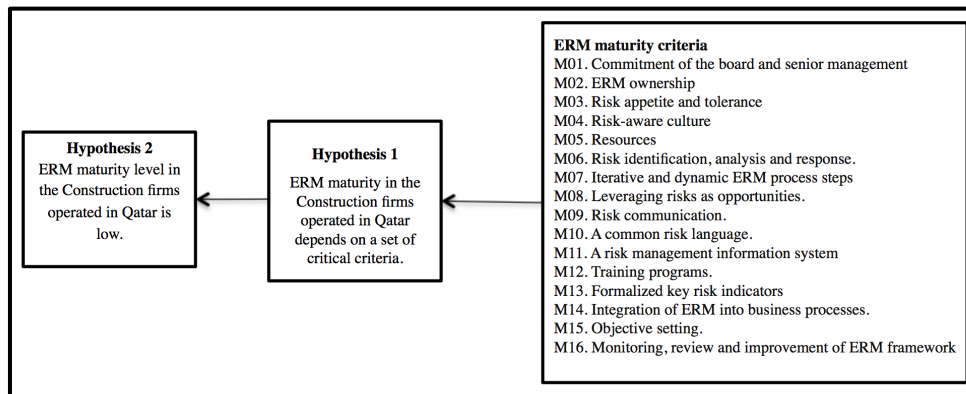 Hypothesis 2
ERM maturity level in
the Construction firms
operated in Qatar is
low.
Hypothesis 1
ERM maturity in the
Construction firms
operated in Qatar
depends on a set of
critical criteria.
ERM maturity criteria
M01. Commitment of the board and senior management
M02. ERM ownership
M03. Risk appetite and tolerance
M04. Risk-aware culture
M05. Resources
M06. Risk identification, analysis and response.
M07. Iterative and dynamic ERM process steps
M08. Leveraging risks as opportunities.
M09. Risk communication.
M10. A common risk language.
M11. A risk management information system
M12. Training programs.
M13. Formalized key risk indicators
M14. Integration of ERM into business processes.
M15. Objective setting.
M16. Monitoring, review and improvement of ERM framework